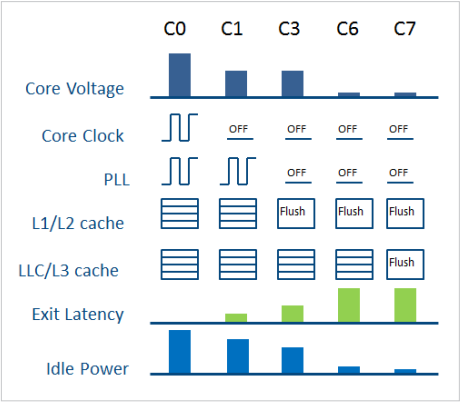 C0 C1 C3 C6 C7
Core Voltage
Core Clock OFF OFF OFF OFF
PLL OFF OFF OFF
L1/L2 cache Flush Flush Flush
LLC/L3 cache Flush
Exit Latency
Idle Power